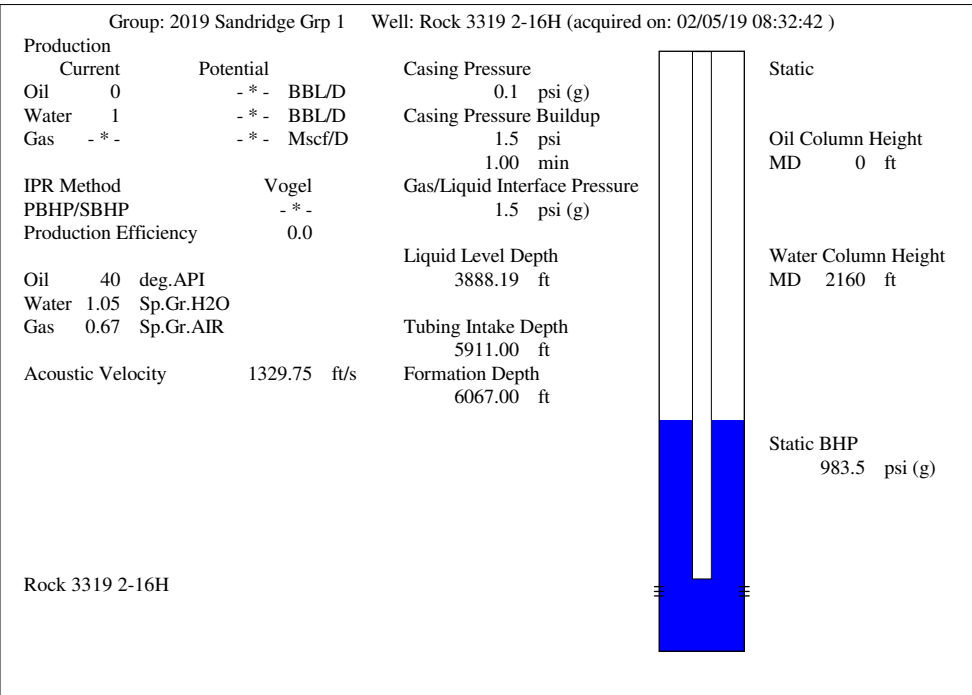 Group: 2019 Sandridge Grp 1 Well: Rock 3319 2-16H (acquired on: 02/05/19 08:32:42 )
Production
Current Potential
Oil 0 - * - BBL/D
Water 1 - * - BBL/D
Gas - * - - * - Mscf/D
IPR Method Vogel
PBHP/SBHP - * -
Production Efficiency 0.0
Oil 40 deg.API
Water 1.05 Sp.Gr.H2O
Gas 0.67 Sp.Gr.AIR
Acoustic Velocity 1329.75 ft/s
Casing Pressure
0.1 psi (g)
Casing Pressure Buildup
1.5 psi
1.00 min
Gas/Liquid Interface Pressure
1.5 psi (g)
Liquid Level Depth
3888.19 ft
Tubing Intake Depth
5911.00 ft
Formation Depth
6067.00 ft
Static
Oil Column Height
MD 0 ft
Water Column Height
MD 2160 ft
Static BHP
983.5 psi (g)
Rock 3319 2-16H